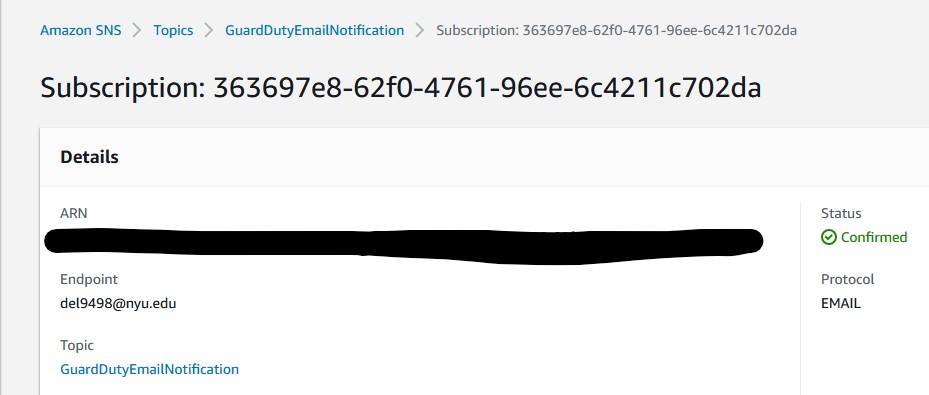 Amazon SNS > Topics > GuardDutyEmailNotification > Subscription: 363697e8-62f0-4761-96ee-6c4211c702da
Subscription: 363697e8-62f0-4761-96ee-6c4211c702da
Details
ARN
Status
Confirmed
Endpoint
del9498@nyu.edu
Protocol
EMAIL
Topic
GuardDutyEmailNotification